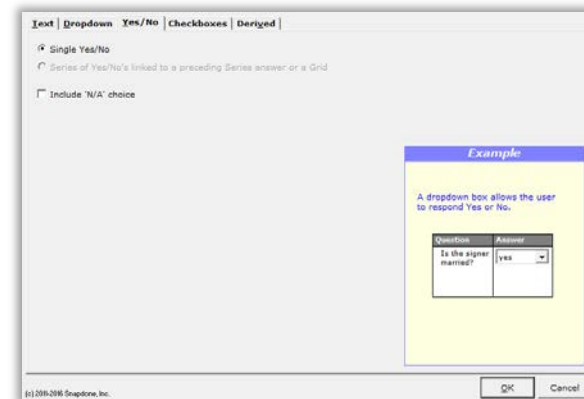 Text | Dropdown Yes/No | Checkboxes | Derived |
Single Yes/No
Series of Yes/No's linked to a preceding Series answer or a Grid
Include 'N/A' choice
Example
A dropdown box allows the user
to respond Yes or No.
Question Answer
Is the signer
married?
yes
OK Cancel
(c) 2011-2016 Snapdone, Inc.